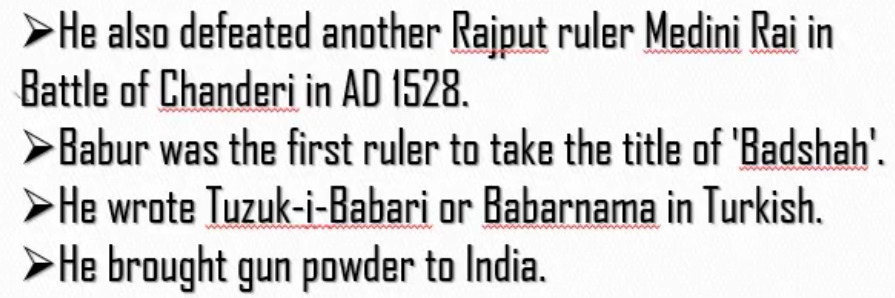 ➢He also defeated another Rajput ruler Medini Rai in
Battle of Chanderi in AD 1528.
➢Babur was the first ruler to take the title of 'Badshah'.
➢He wrote Tuzuk-i-Babari or Babarnama in Turkish.
➢He brought gun powder to India.